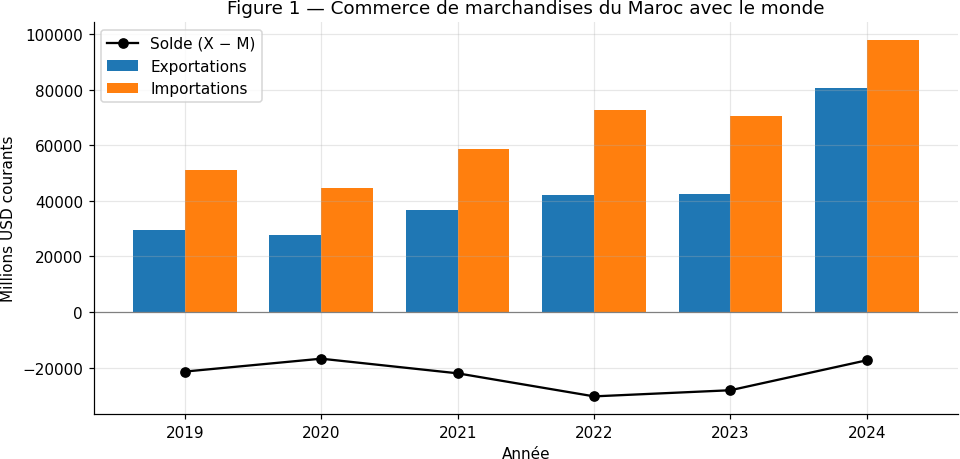 Figure 1 — Commerce de marchandises du Maroc avec le monde
Millions USD courants
100000
80000
60000
40000
20000
0
−20000
Solde (X − M)
Exportations
Importations
2019 2020 2021 2022 2023 2024
Année